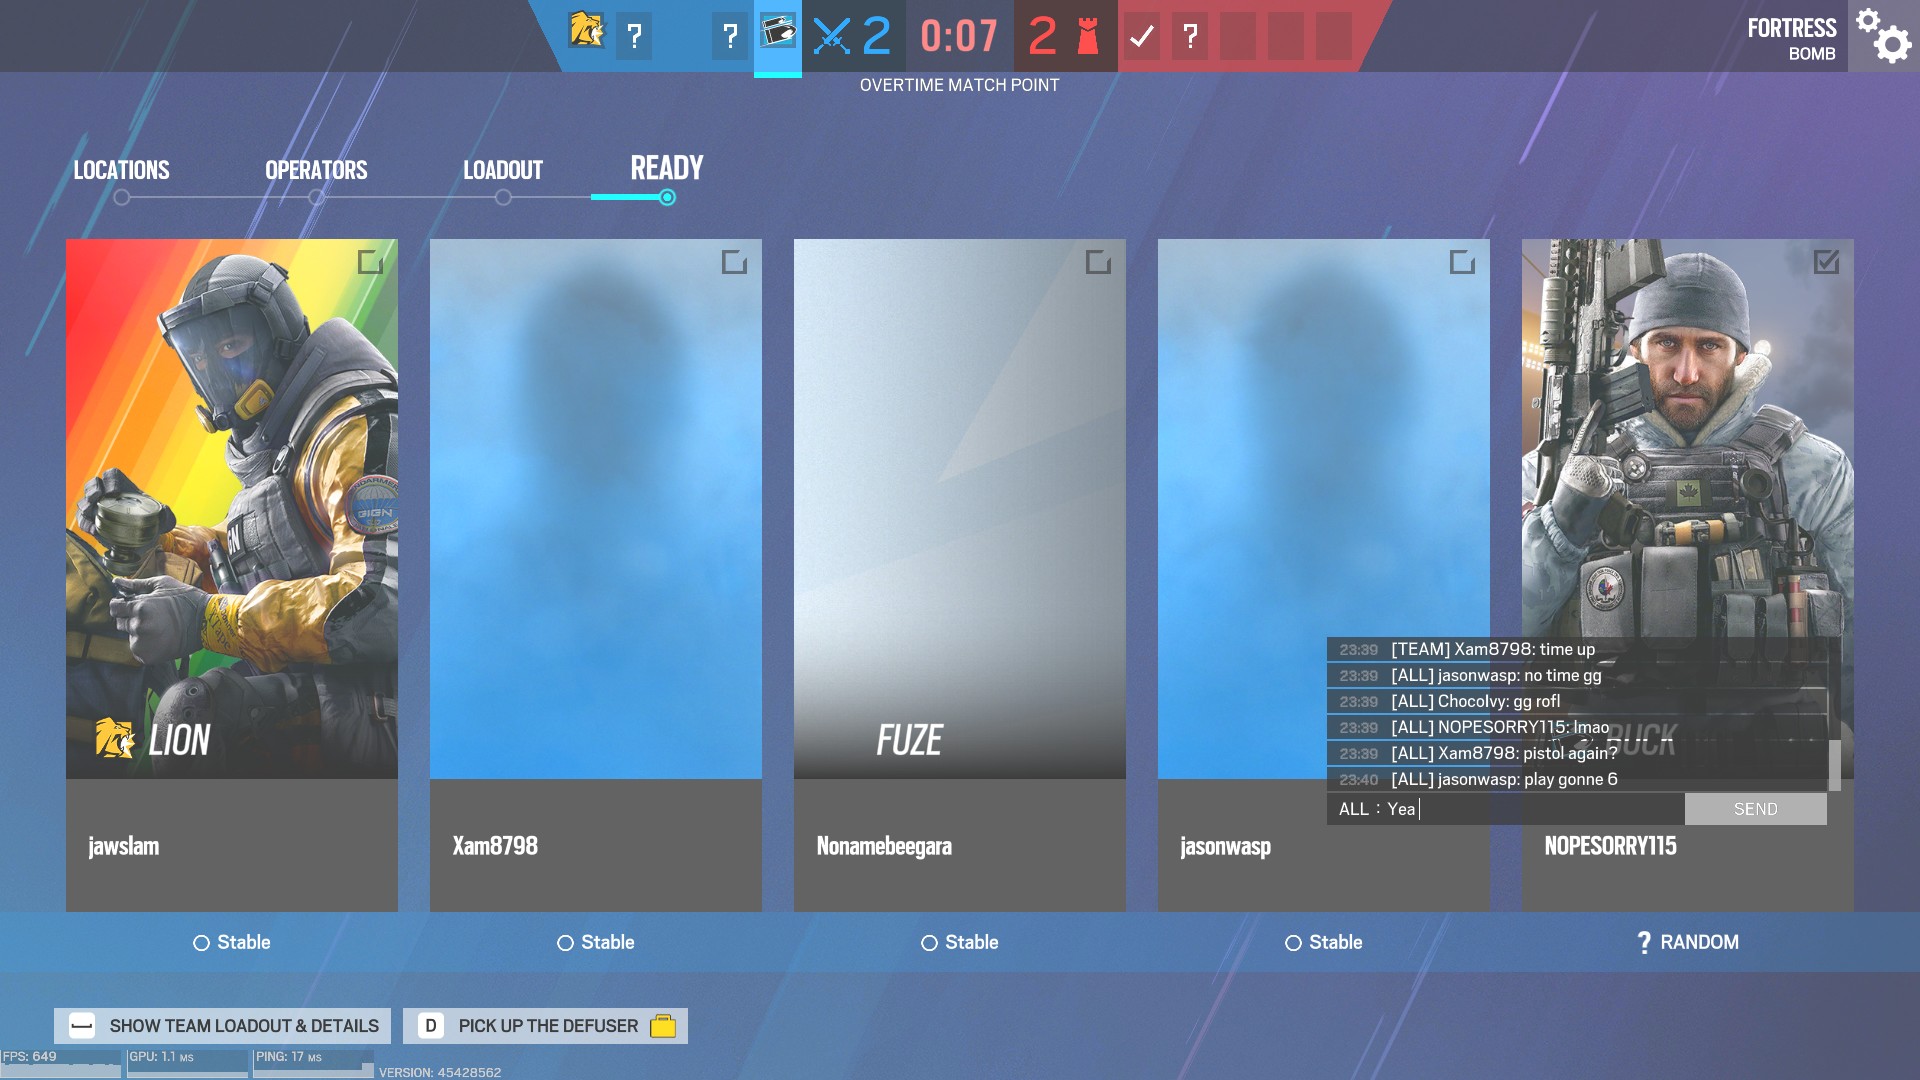 ? ? 2 0:07 2 ?
FORTRESS
BOMB
OVERTIME MATCH POINT
LOCATIONS OPERATORS LOADOUT READY
GIGN
LION
FUZE
BUCK
23:39 [TEAM] Xam8798: time up
23:39 [ALL] jasonwasp: no time gg
23:39 [ALL] ChocoIvy: gg rofl
23:39 [ALL] NOPESORRY115: lmao
23:39 [ALL] Xam8798: pistol again?
23:40 [ALL] jasonwasp: play gonne 6
ALL : Yea
SEND
jawslam
Xam8798
Nonamebeegara
jasonwasp
NOPESORRY115
Stable
Stable
Stable
Stable
? RANDOM
SHOW TEAM LOADOUT & DETAILS
D PICK UP THE DEFUSER
FPS: 649 GPU: 1.1 MS PING: 17 MS
VERSION: 45428562